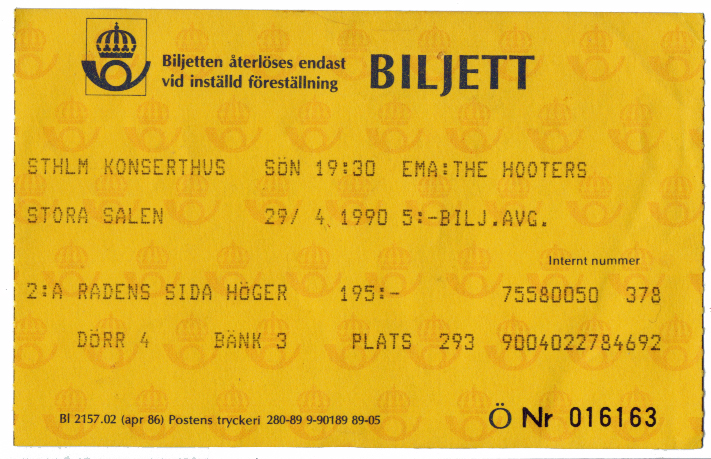 Biljetten återlöses endast
vid inställd föreställning
BILJETT
STHLM KONSERTHUS SÖN 19:30 EMA:THE HOOTERS
STORA SALEN 29/ 4 1990 5:-BILJ.AVG.
Internt nummer
2:A RADENS SIDA HÖGER 195:- 75580050 378
DÖRR 4 BÄNK 3 PLATS 293 9004022784692
BI 2157.02 (apr 86) Postens tryckeri 280-89 9-90189 89-05
Ö Nr 016163